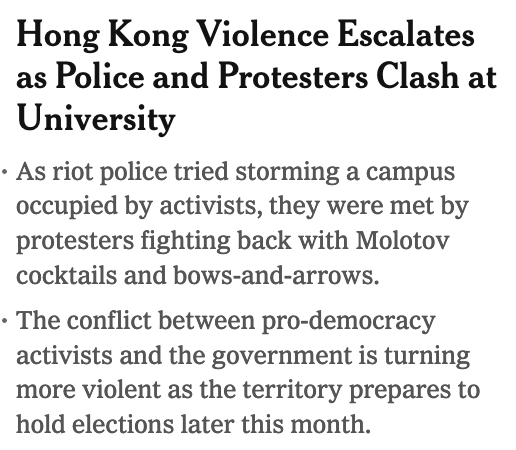 Hong Kong Violence Escalates
as Police and Protesters Clash at
University
· As riot police tried storming a campus
occupied by activists, they were met by
protesters fighting back with Molotov
cocktails and bows-and-arrows.
· The conflict between pro-democracy
activists and the government is turning
more violent as the territory prepares to
hold elections later this month.